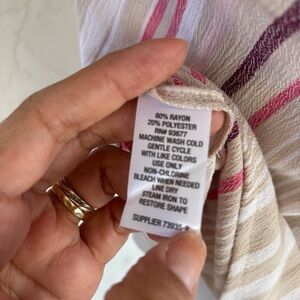 80% RAYON
20% POLYESTER
RN# 93677
MACHINE WASH COLD
GENTLE CYCLE
WITH LIKE COLORS
USE ONLY
NON-CHLORINE
BLEACH WHEN NEEDED
LINE DRY
STEAM IRON TO
RESTORE SHAPE
SUPPLIER 73935-9